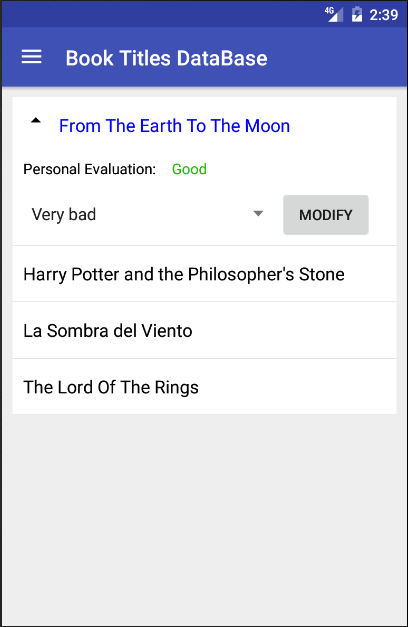 4G 2:39
Book Titles DataBase
From The Earth To The Moon
Personal Evaluation: Good
Very bad MODIFY
Harry Potter and the Philosopher's Stone
La Sombra del Viento
The Lord Of The Rings